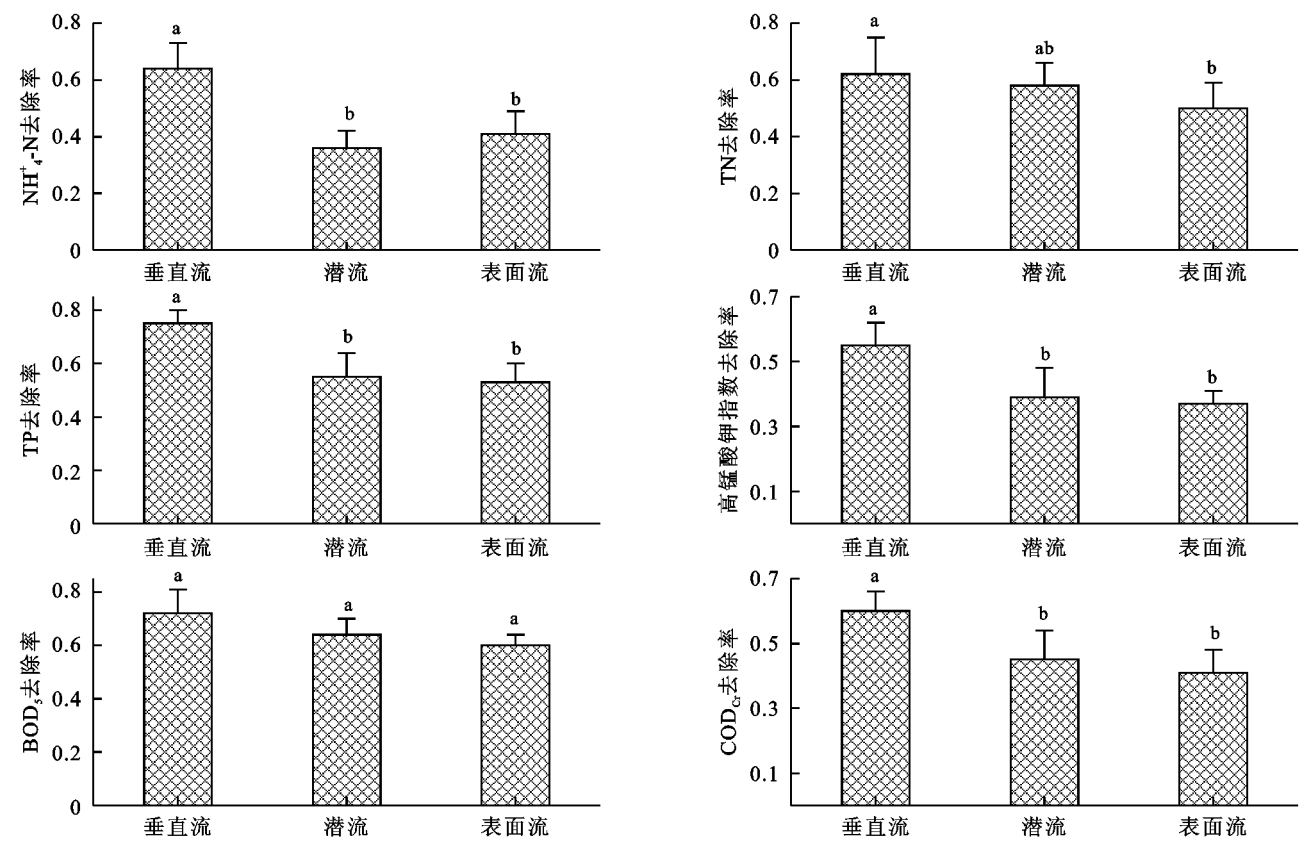 NH⁺₄-N去除率
0.8
0.6
0.4
0.2
0
a
b
b
垂直流 潜流 表面流
TN去除率
0.8
0.6
0.4
0.2
0
a
ab
b
垂直流 潜流 表面流
TP去除率
0.8
0.6
0.4
0.2
0
a
b
b
垂直流 潜流 表面流
高锰酸钾指数去除率
0.7
0.5
0.3
0.1
a
b
b
垂直流 潜流 表面流
BOD₅去除率
0.8
0.6
0.4
0.2
0
a
a
a
垂直流 潜流 表面流
CODCr去除率
0.7
0.5
0.3
0.1
a
b
b
垂直流 潜流 表面流